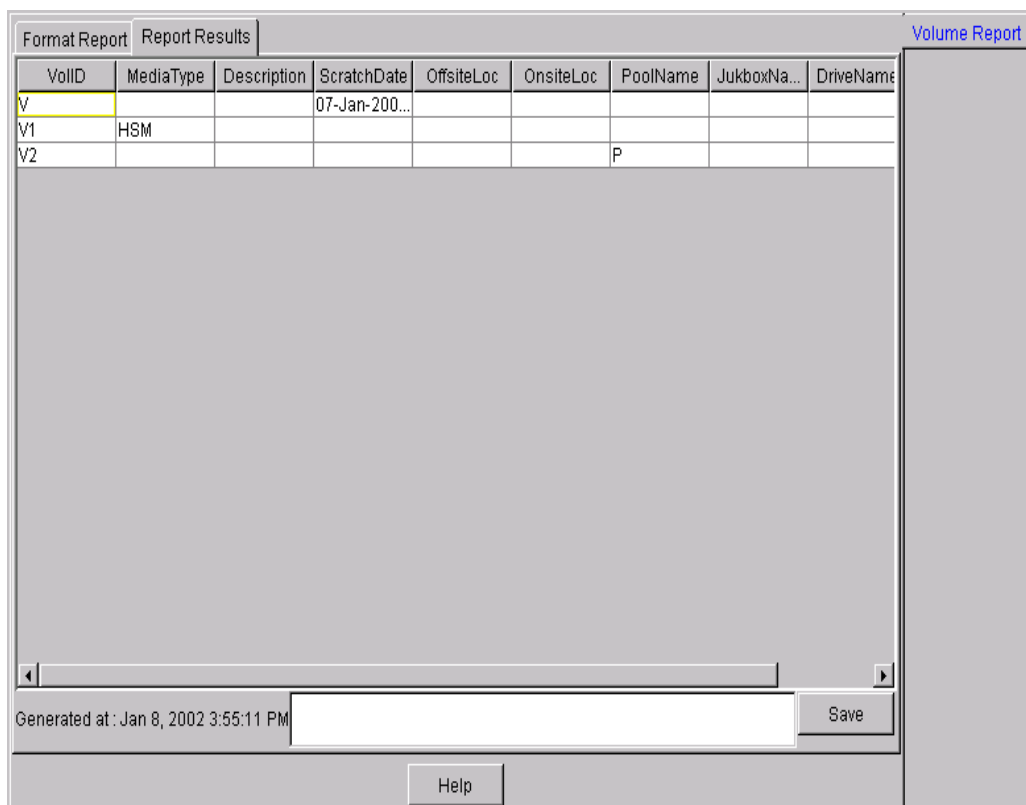 Format Report Report Results Volume Report
VolID MediaType Description ScratchDate OffsiteLoc OnsiteLoc PoolName JukboxNa... DriveName
V 07-Jan-200...
V1 HSM
V2 P
Generated at : Jan 8, 2002 3:55:11 PM Save
Help